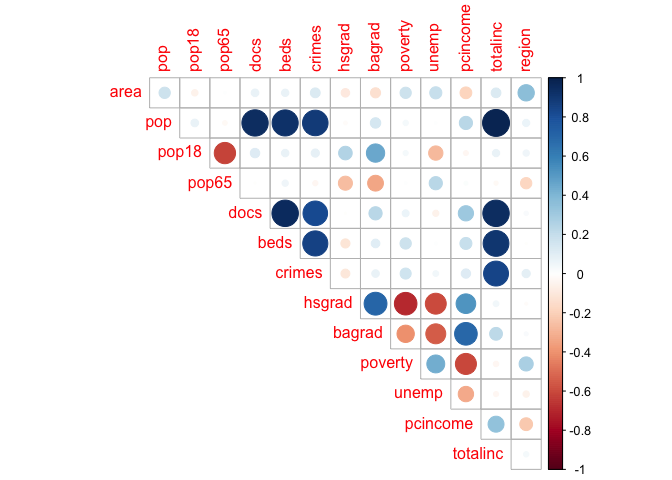 pop pop18 pop65 docs beds crimes hsgrad bagrad poverty unemp pcincome totalinc region
area
pop
pop18
pop65
docs
beds
crimes
hsgrad
bagrad
poverty
unemp
pcincome
totalinc
1
0.8
0.6
0.4
0.2
0
-0.2
-0.4
-0.6
-0.8
-1